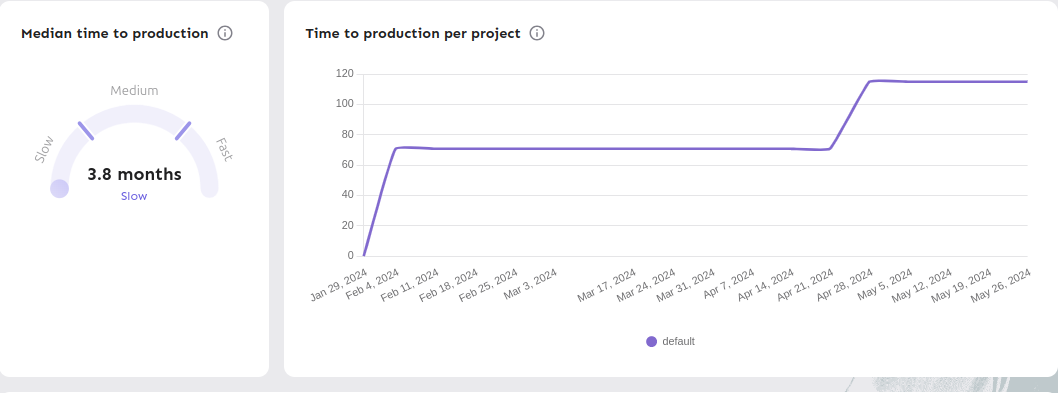 Median time to production
Medium
Slow
Fast
3.8 months
Slow
Time to production per project
120
100
80
60
40
20
0
Jan 29, 2024
Feb 4, 2024
Feb 11, 2024
Feb 18, 2024
Feb 25, 2024
Mar 3, 2024
Mar 17, 2024
Mar 24, 2024
Mar 31, 2024
Apr 7, 2024
Apr 14, 2024
Apr 21, 2024
Apr 28, 2024
May 5, 2024
May 12, 2024
May 19, 2024
May 26, 2024
default